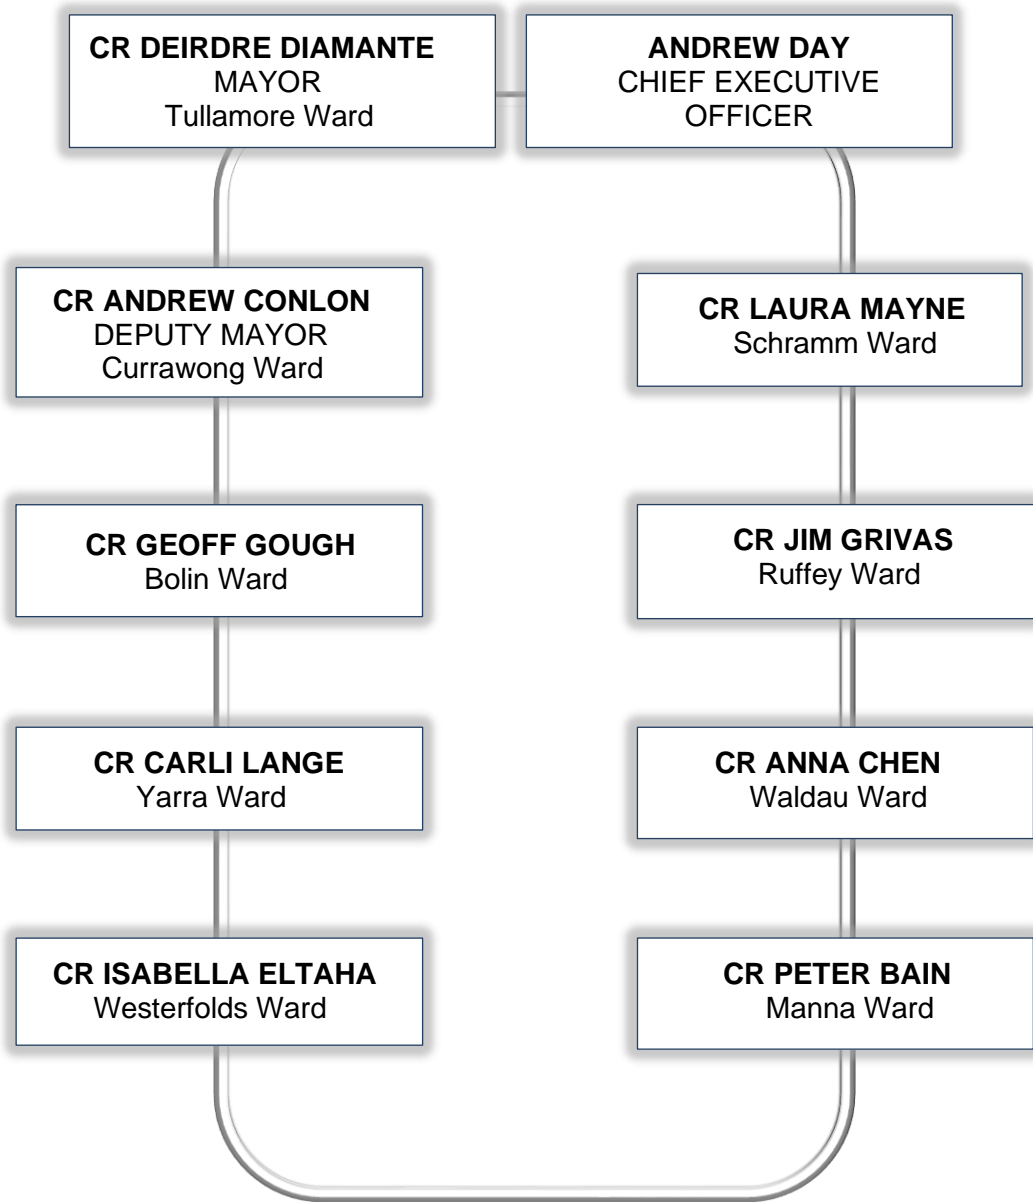 CR DEIRDRE DIAMANTE
MAYOR
Tullamore Ward
ANDREW DAY
CHIEF EXECUTIVE
OFFICER
CR ANDREW CONLON
DEPUTY MAYOR
Currawong Ward
CR LAURA MAYNE
Schramm Ward
CR GEOFF GOUGH
Bolin Ward
CR JIM GRIVAS
Ruffey Ward
CR CARLI LANGE
Yarra Ward
CR ANNA CHEN
Waldau Ward
CR ISABELLA ELTAHA
Westerfolds Ward
CR PETER BAIN
Manna Ward